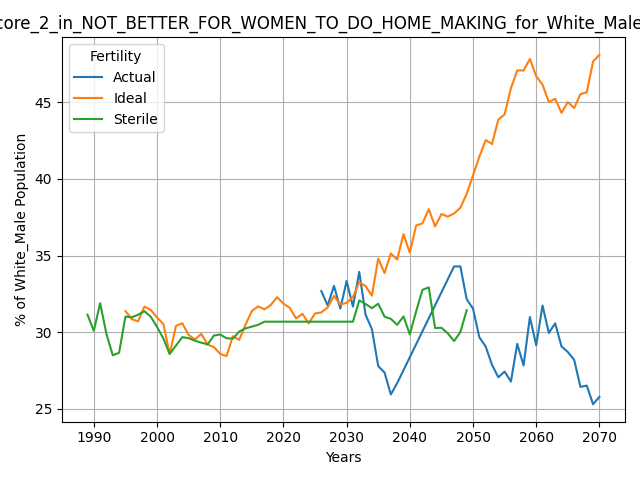 core_2_in_NOT_BETTER_FOR_WOMEN_TO_DO_HOME_MAKING_for_White_Male
Fertility
Actual
Ideal
Sterile
% of White_Male Population
45
40
35
30
25
1990 2000 2010 2020 2030 2040 2050 2060 2070
Years